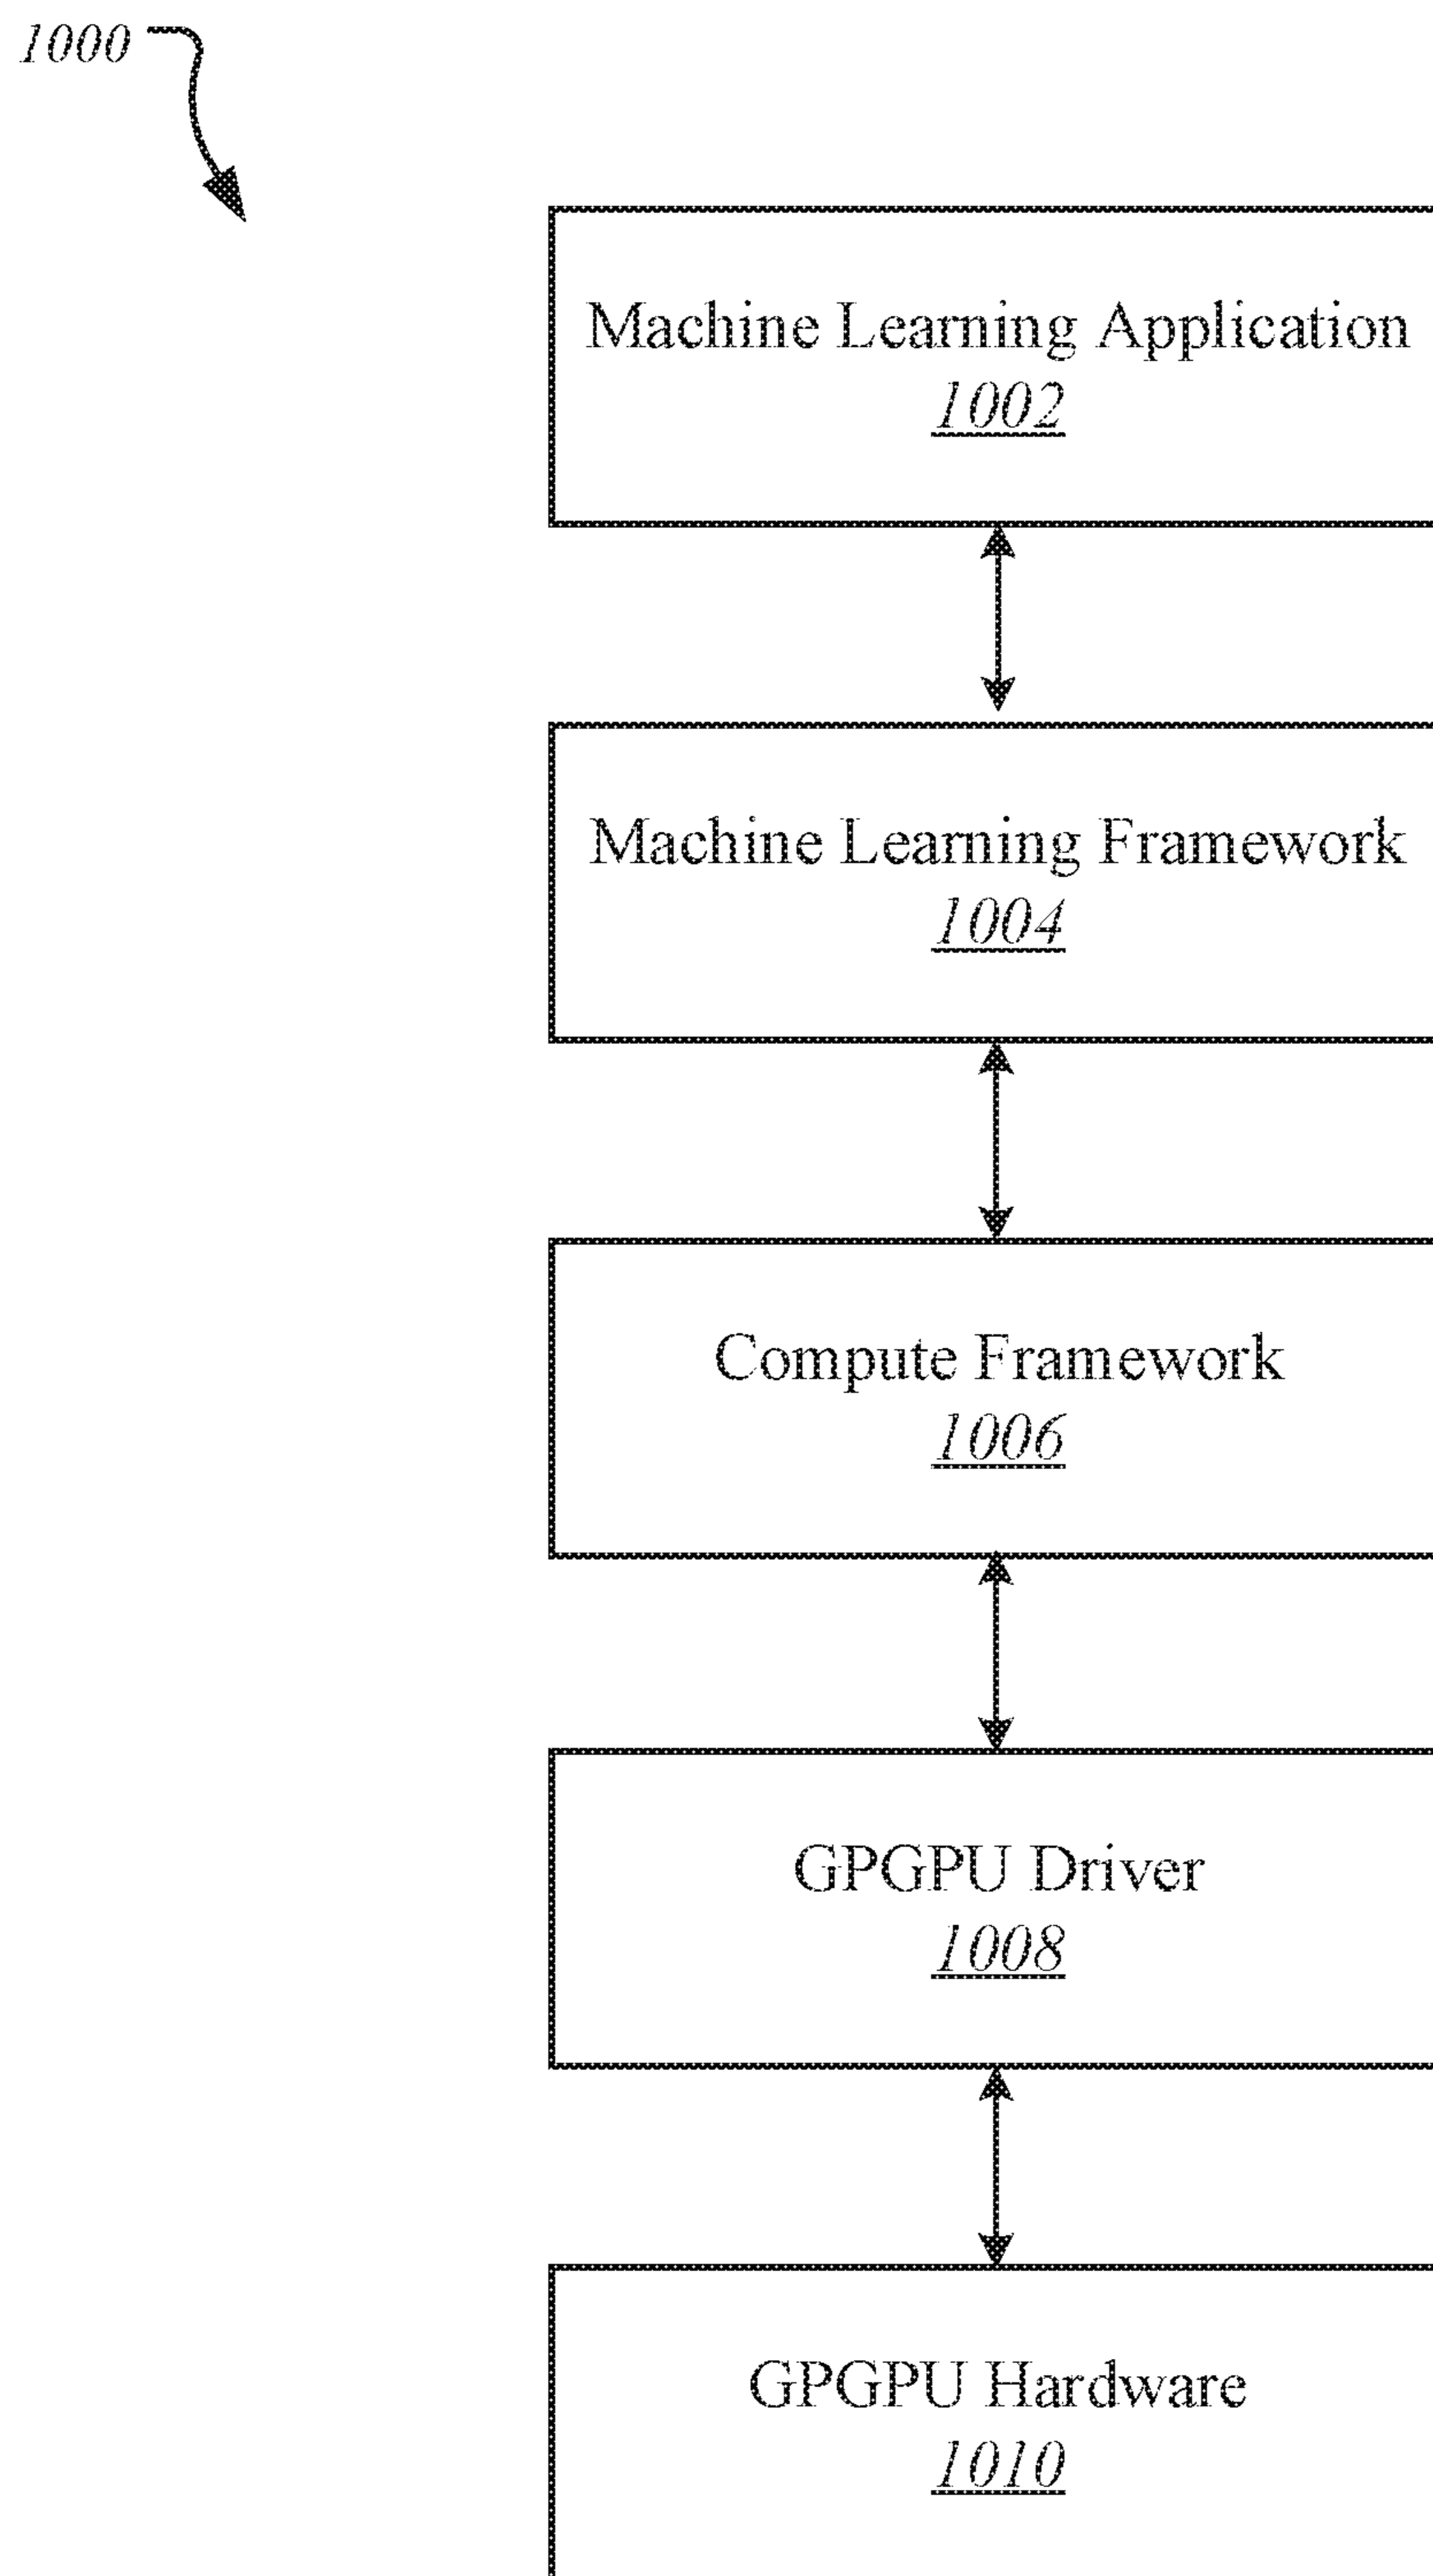 1000
Machine Learning Application
1002
Machine Learning Framework
1004
Compute Framework
1006
GPGPU Driver
1008
GPGPU Hardware
1010